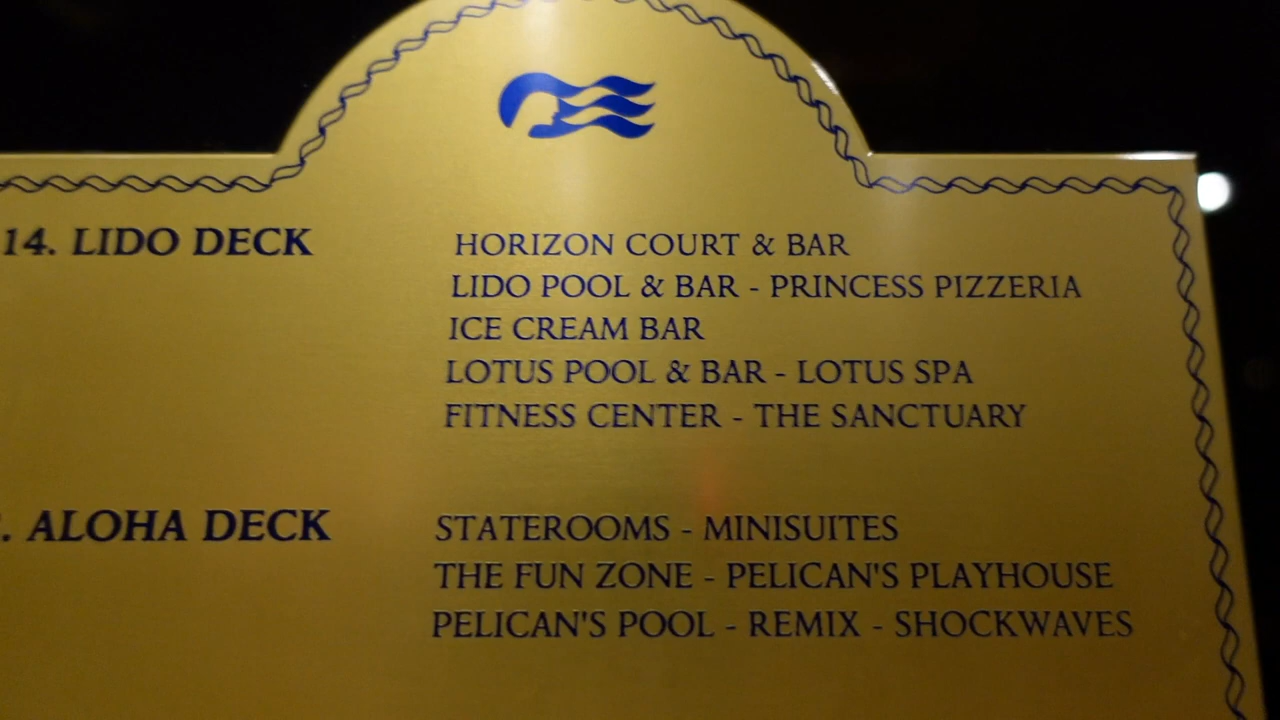 14. LIDO DECK HORIZON COURT & BAR
LIDO POOL & BAR - PRINCESS PIZZERIA
ICE CREAM BAR
LOTUS POOL & BAR - LOTUS SPA
FITNESS CENTER - THE SANCTUARY
. ALOHA DECK STATEROOMS - MINISUITES
THE FUN ZONE - PELICAN'S PLAYHOUSE
PELICAN'S POOL - REMIX - SHOCKWAVES